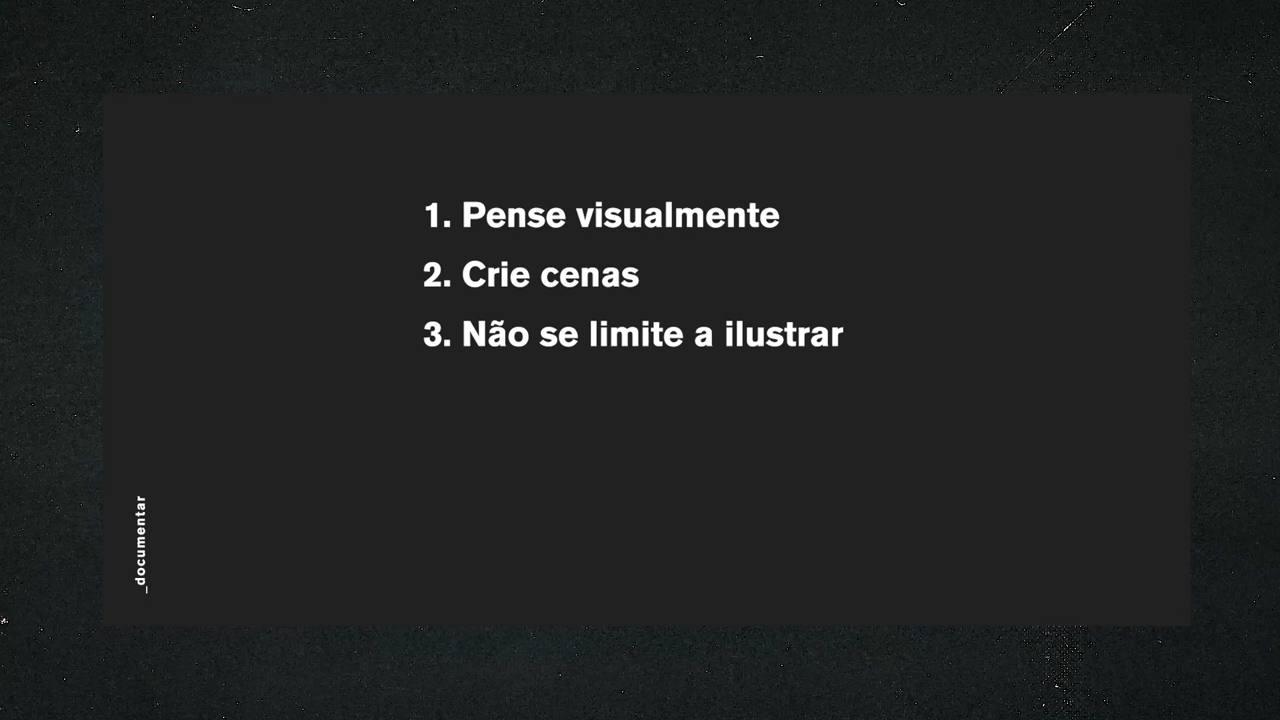 1. Pense visualmente
2. Crie cenas
3. Não se limite a ilustrar
_documentar